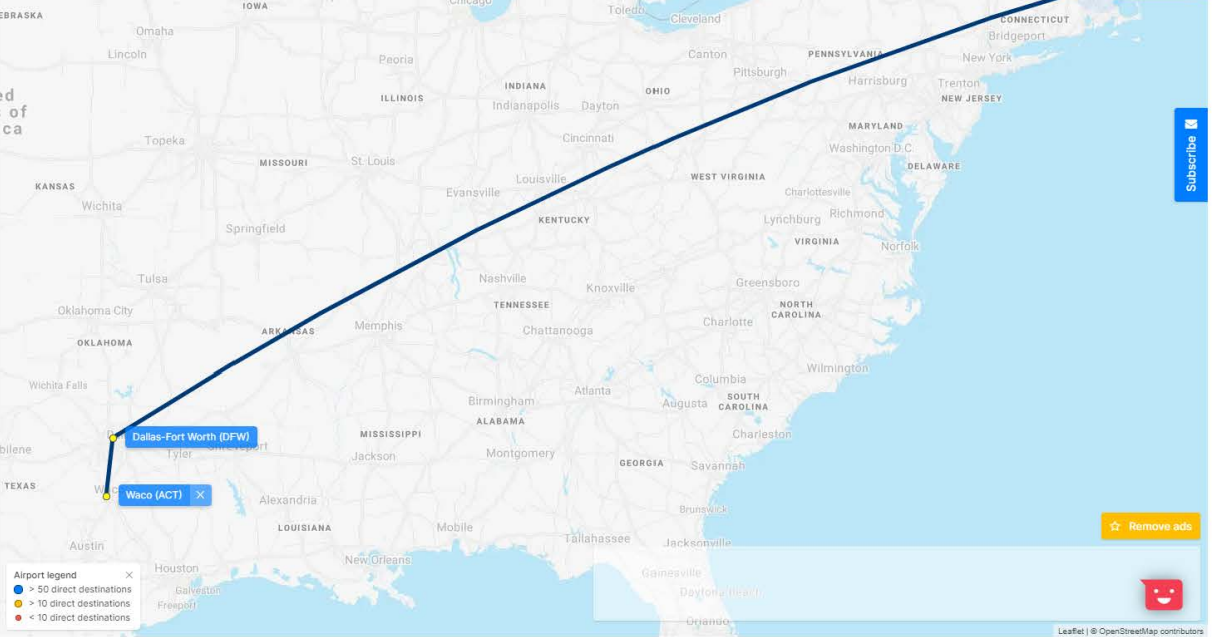 IOWA
Chicago
Toledo
Cleveland
CONNECTICUT
EBRASKA
Omaha
Bridgeport
Lincoln
Peoria
Canton
PENNSYLVANIA
New York
Pittsburgh
Harrisburg
Trenton
INDIANA
OHIO
ILLINOIS
Indianapolis
Dayton
NEW JERSEY
ed
s of
ica
Topeka
Cincinnati
MARYLAND
Washington D.C.
MISSOURI
St. Louis
DELAWARE
Subscribe
KANSAS
Louisville
WEST VIRGINIA
Evansville
Charlottesville
Wichita
KENTUCKY
Lynchburg
Richmond
Springfield
VIRGINIA
Norfolk
Tulsa
Nashville
Knoxville
Greensboro
TENNESSEE
NORTH
CAROLINA
Oklahoma City
ARKANSAS
Memphis
Chattanooga
Charlotte
OKLAHOMA
Wilmington
Wichita Falls
Atlanta
Columbia
Birmingham
Augusta
SOUTH
CAROLINA
ALABAMA
Dallas-Fort Worth (DFW)
MISSISSIPPI
Charleston
bilene
Tyler
Shreveport
Jackson
Montgomery
GEORGIA
Savannah
TEXAS
Waco (ACT)
Alexandria
Brunswick
LOUISIANA
Mobile
Tallahassee
Jacksonville
Remove ads
Austin
Houston
New Orleans
Gainesville
Airport legend
> 50 direct destinations
> 10 direct destinations
< 10 direct destinations
Galveston
Freeport
Daytona Beach
Orlando
Leaflet | © OpenStreetMap contributors